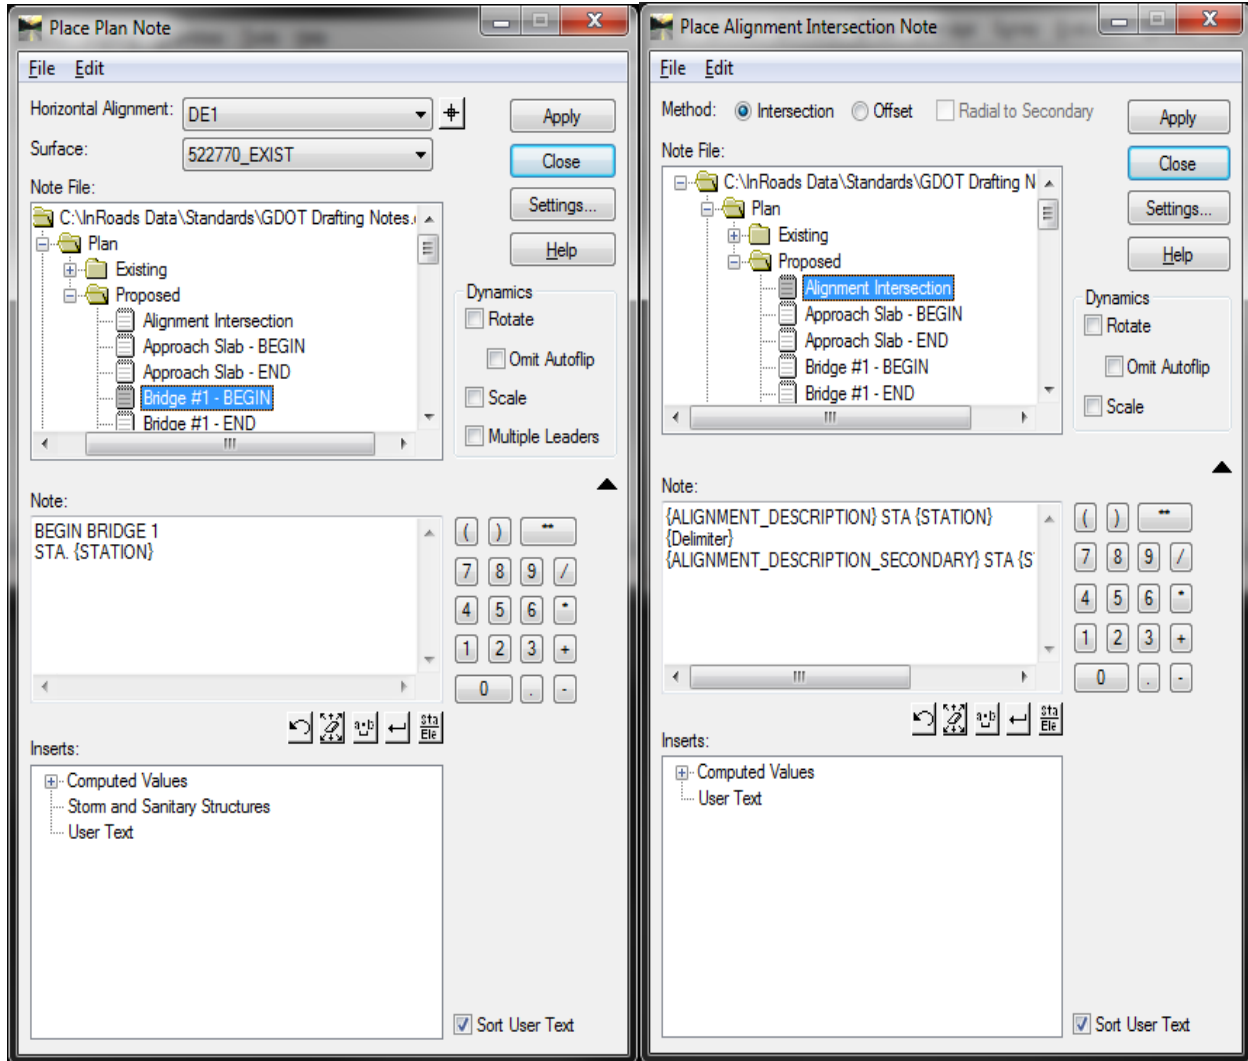 Place Plan Note
File Edit
Horizontal Alignment: DE1
Apply
Surface: 522770_EXIST
Close
Note File:
Settings...
C:\InRoads Data\Standards\GDOT Drafting Notes.
Plan
Help
Existing
Proposed
Dynamics
Alignment Intersection
Rotate
Approach Slab - BEGIN
Omit Autoflip
Approach Slab - END
Bridge #1 - BEGIN
Scale
Bridge #1 - END
Multiple Leaders
Note:
BEGIN BRIDGE 1
STA. {STATION}
( ) **
7 8 9 /
4 5 6 *
1 2 3 +
0 . -
a•b
Sta
Ele
Inserts:
Computed Values
Storm and Sanitary Structures
User Text
Sort User Text
Place Alignment Intersection Note
File Edit
Method: Intersection Offset Radial to Secondary
Apply
Note File:
Close
C:\InRoads Data\Standards\GDOT Drafting N
Plan
Settings...
Existing
Proposed
Help
Alignment Intersection
Dynamics
Approach Slab - BEGIN
Rotate
Approach Slab - END
Bridge #1 - BEGIN
Omit Autoflip
Bridge #1 - END
Scale
Note:
{ALIGNMENT_DESCRIPTION} STA {STATION}
{Delimiter}
{ALIGNMENT_DESCRIPTION_SECONDARY} STA {S
( ) **
7 8 9 /
4 5 6 *
1 2 3 +
0 . -
a•b
Sta
Ele
Inserts:
Computed Values
User Text
Sort User Text